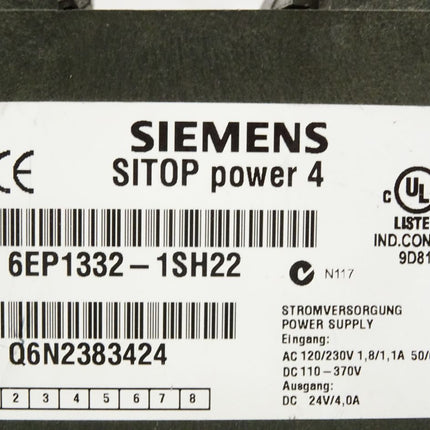 SIEMENS
SITOP power 4
CE
C UL
LISTE
IND.CON
9D81
6EP1332-1SH22
N117
Q6N2383424
STROMVERSORGUNG
POWER SUPPLY
Eingang:
AC 120/230V 1,8/1,1A 50/
DC 110-370V
Ausgang:
DC 24V/4,0A
2 3 4 5 6 7 8